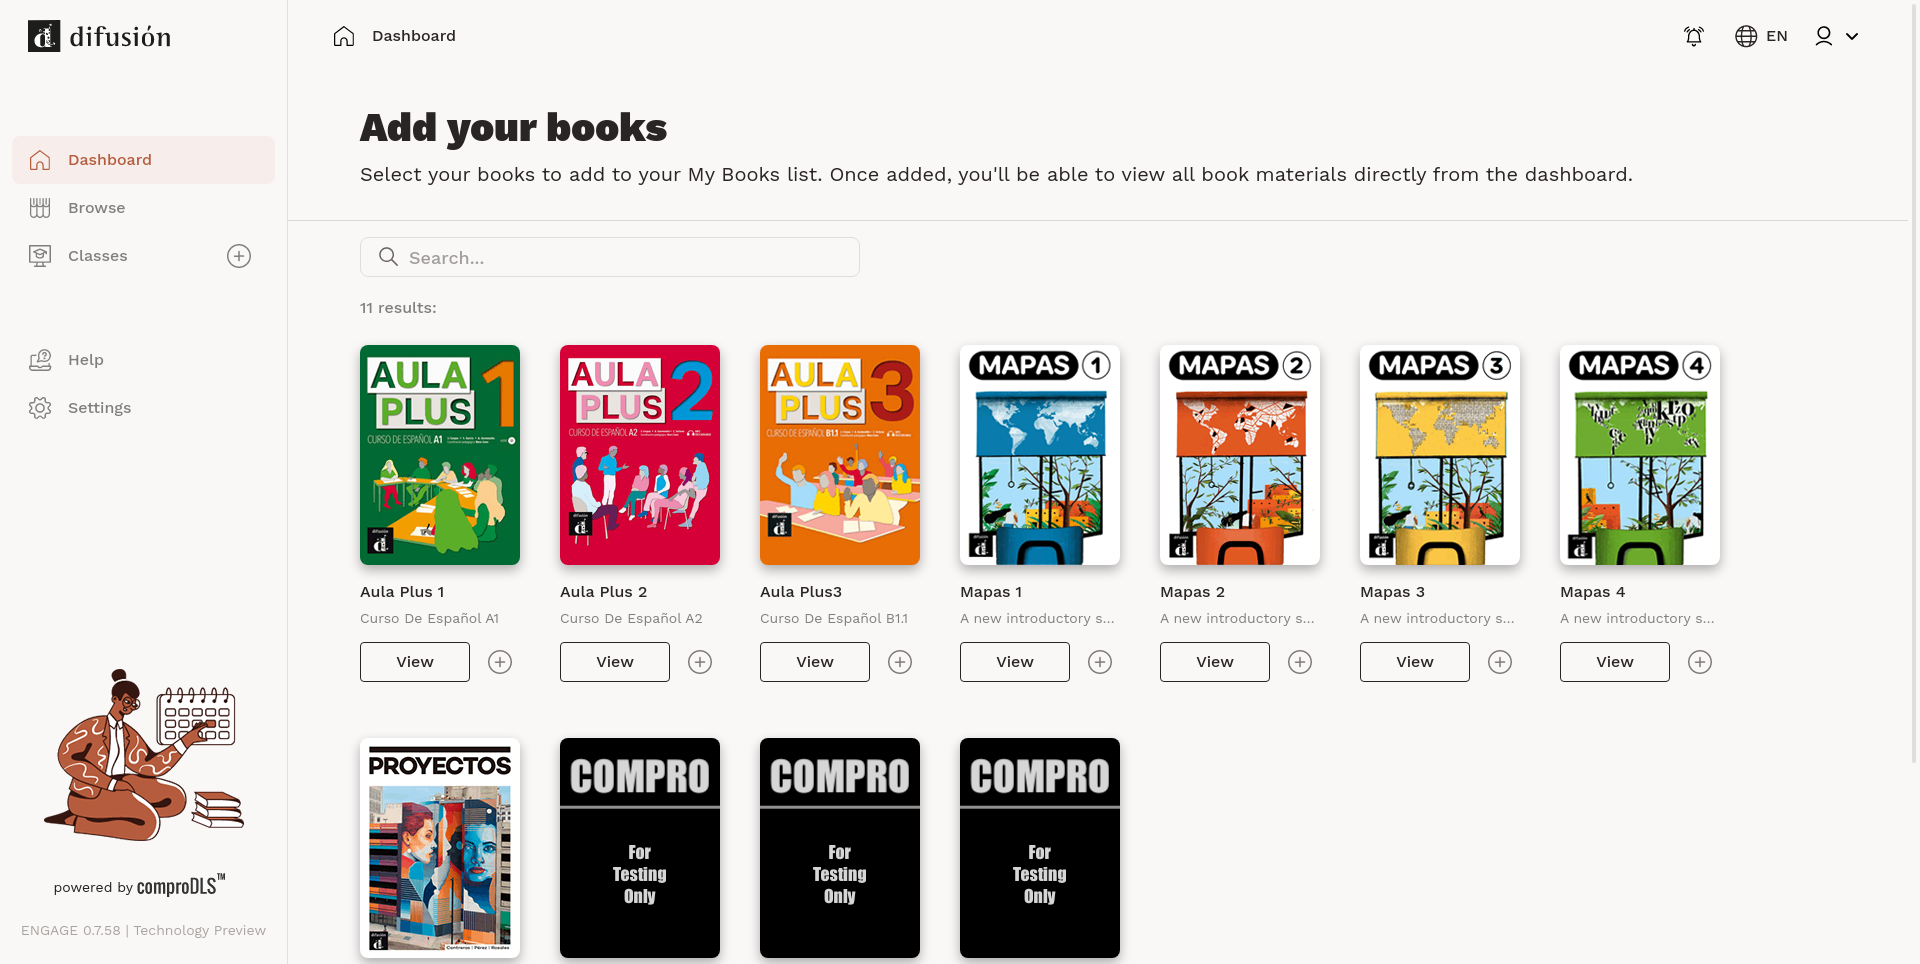 difusión
Dashboard
EN
Dashboard
Browse
Classes
Help
Settings
powered by comproDLS™
ENGAGE 0.7.58 | Technology Preview
Add your books
Select your books to add to your My Books list. Once added, you'll be able to view all book materials directly from the dashboard.
Search...
11 results:
AULA PLUS 1
CURSO DE ESPAÑOL A1
difusión
AULA PLUS 2
CURSO DE ESPAÑOL A2
AULA PLUS 3
CURSO DE ESPAÑOL B1.1
MAPAS 1
MAPAS 2
MAPAS 3
MAPAS 4
Aula Plus 1
Curso De Español A1
View
Aula Plus 2
Curso De Español A2
View
Aula Plus3
Curso De Español B1.1
View
Mapas 1
A new introductory s...
View
Mapas 2
A new introductory s...
View
Mapas 3
A new introductory s...
View
Mapas 4
A new introductory s...
View
PROYECTOS
Contreras | Pérez | Rosales
COMPRO
For
Testing
Only
COMPRO
For
Testing
Only
COMPRO
For
Testing
Only